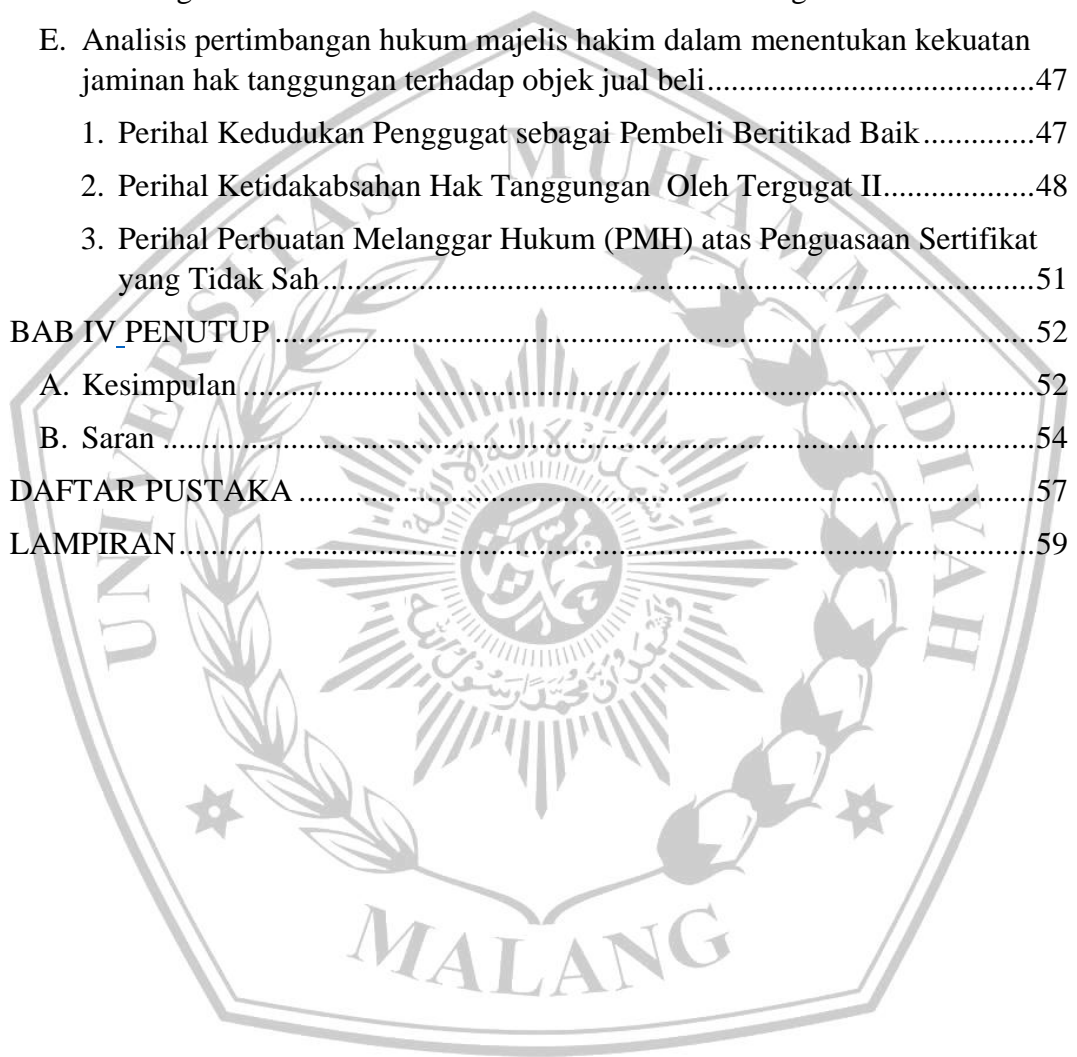 E. Analisis pertimbangan hukum majelis hakim dalam menentukan kekuatan
jaminan hak tanggungan terhadap objek jual beli....................................47
1. Perihal Kedudukan Penggugat sebagai Pembeli Beritikad Baik..............47
2. Perihal Ketidakabsahan Hak Tanggungan Oleh Tergugat II.................48
3. Perihal Perbuatan Melanggar Hukum (PMH) atas Penguasaan Sertifikat
yang Tidak Sah...............................................................................51
BAB IV PENUTUP....................................................................................52
A. Kesimpulan.........................................................................................52
B. Saran..................................................................................................54
DAFTAR PUSTAKA.................................................................................57
LAMPIRAN..............................................................................................59
UNIVERSITAS MUHAMMADIYAH
MALANG